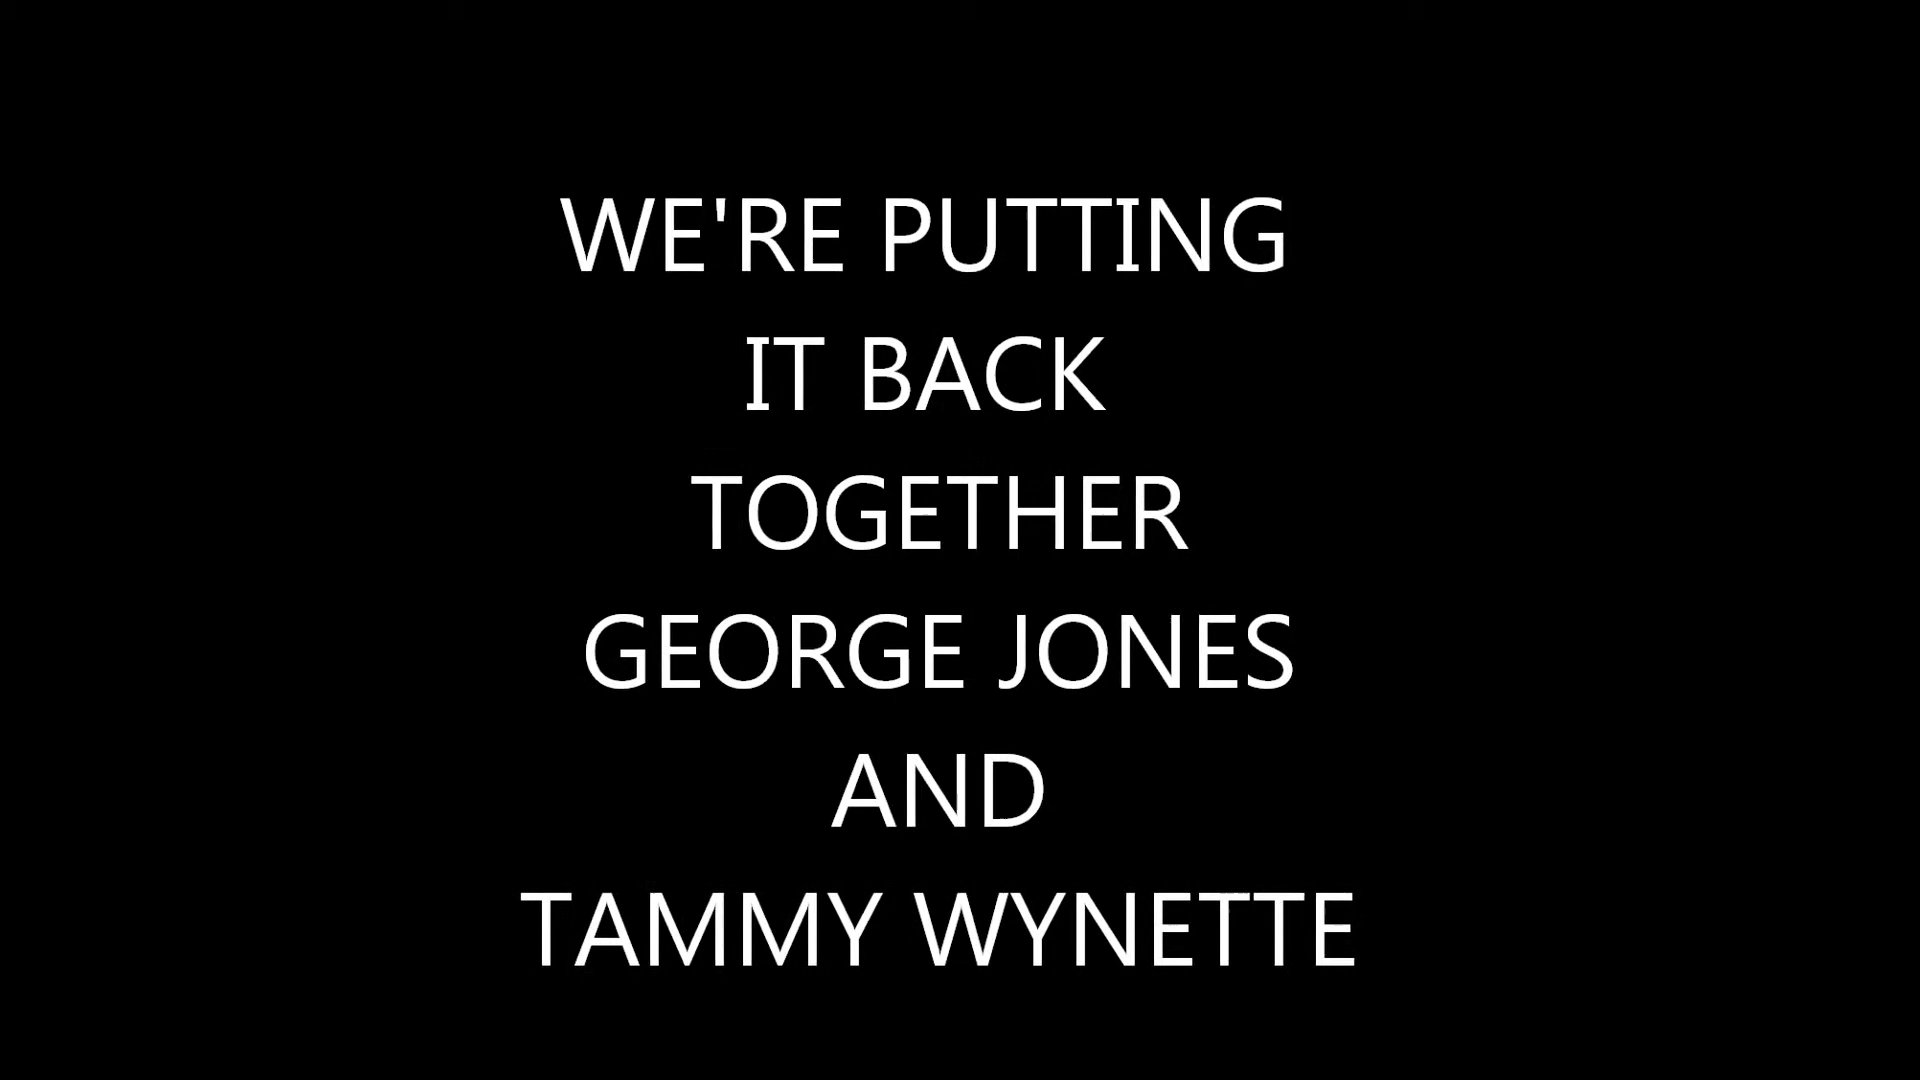 WE'RE PUTTING
IT BACK
TOGETHER
GEORGE JONES
AND
TAMMY WYNETTE